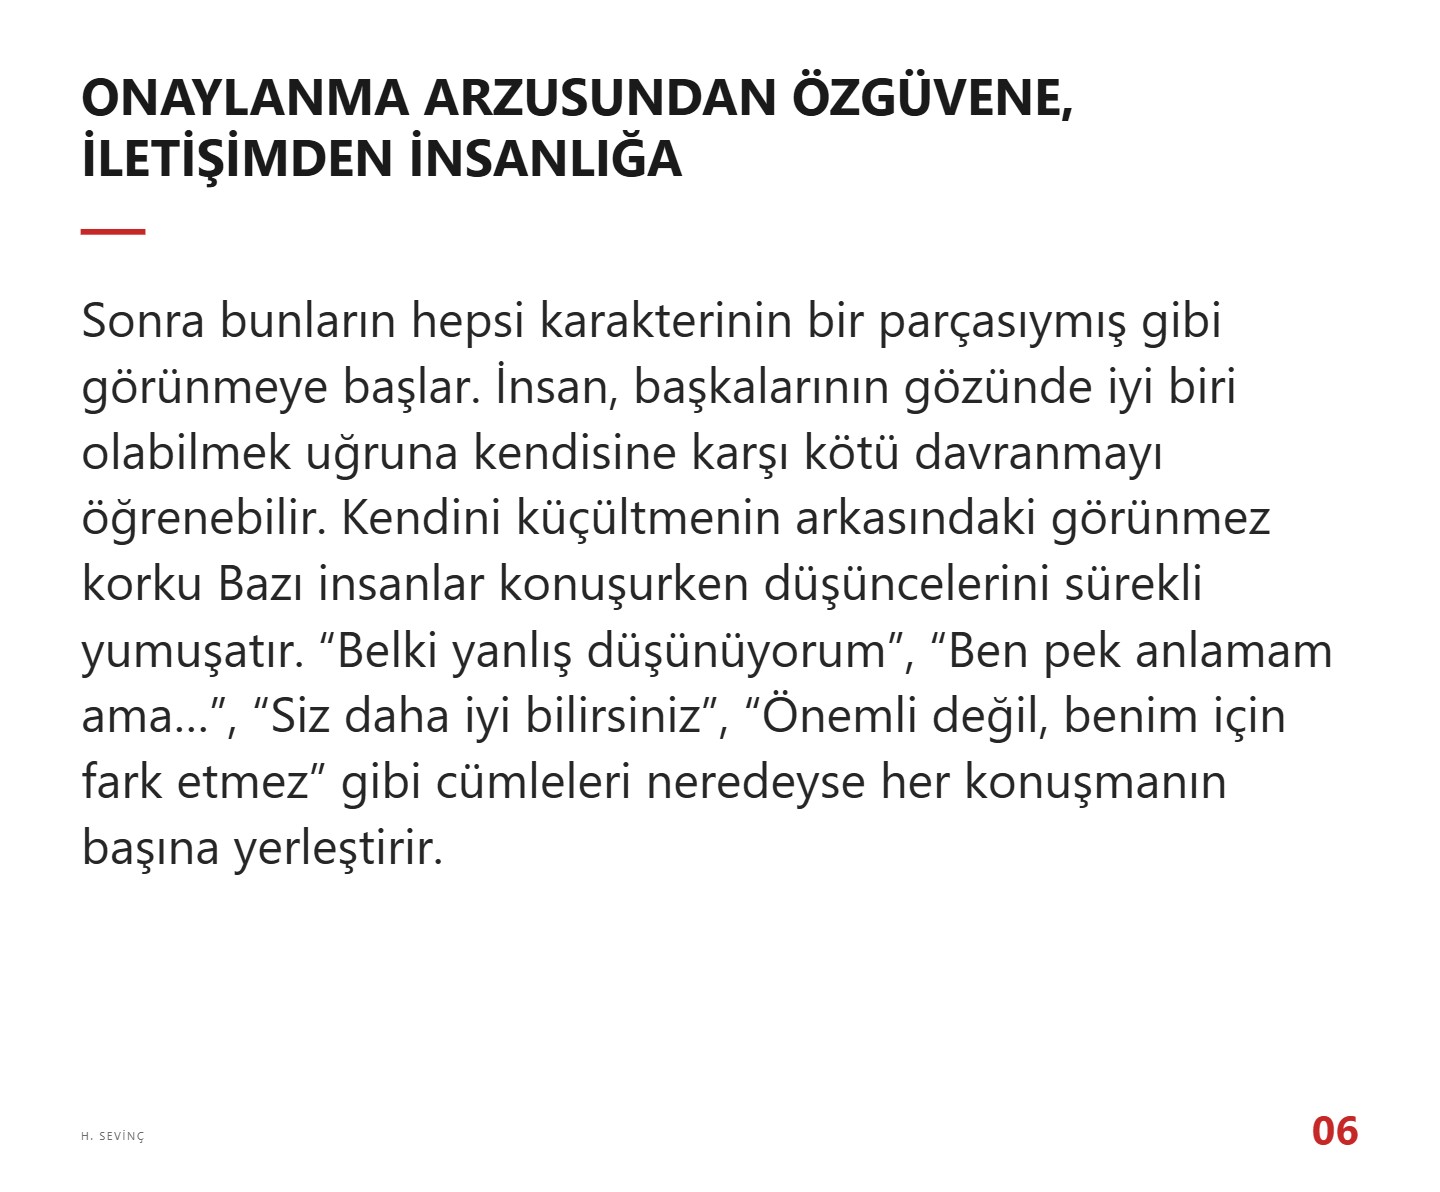 ONAYLANMA ARZUSUNDAN ÖZGÜVENE,
İLETİŞİMDEN İNSANLIĞA
Sonra bunların hepsi karakterinin bir parçasıymış gibi
görünmeye başlar. İnsan, başkalarının gözünde iyi biri
olabilmek uğruna kendisine karşı kötü davranmayı
öğrenebilir. Kendini küçültmenin arkasındaki görünmez
korku Bazı insanlar konuşurken düşüncelerini sürekli
yumuşatır. “Belki yanlış düşünüyorum”, “Ben pek anlamam
ama…”, “Siz daha iyi bilirsiniz”, “Önemli değil, benim için
fark etmez” gibi cümleleri neredeyse her konuşmanın
başına yerleştirir.
H. SEVİNÇ
06